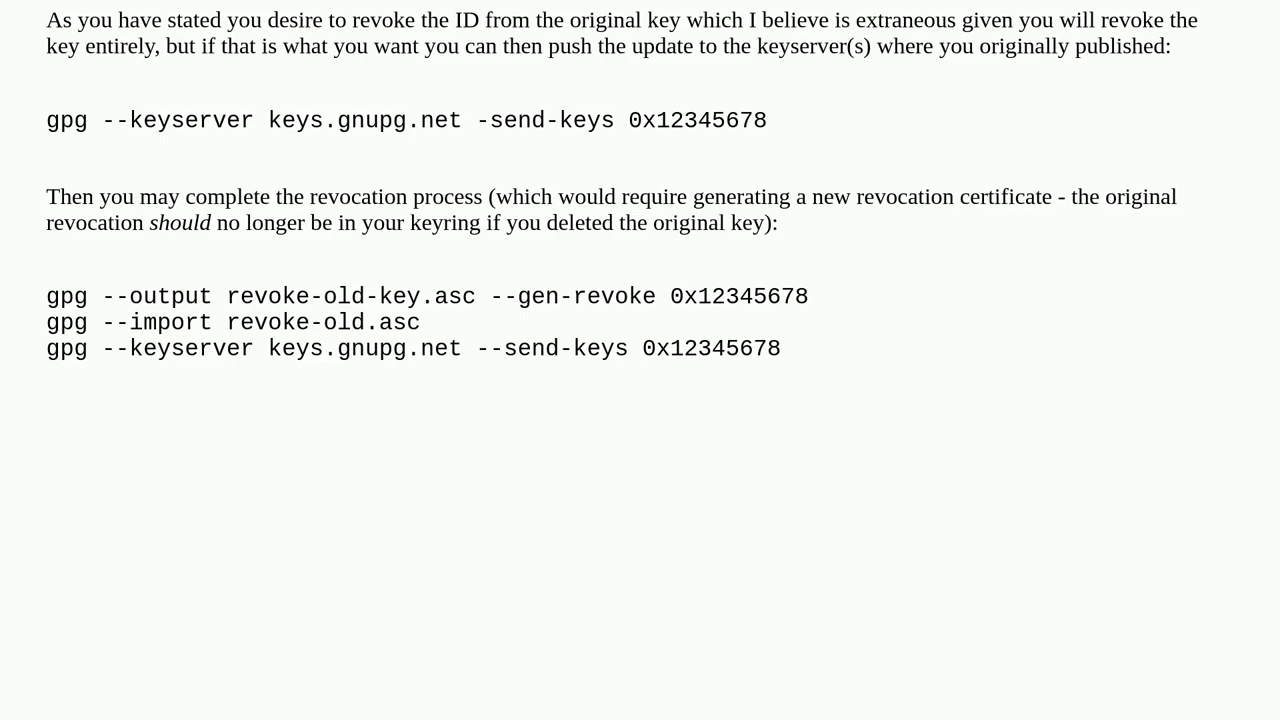 As you have stated you desire to revoke the ID from the original key which I believe is extraneous given you will revoke the
key entirely, but if that is what you want you can then push the update to the keyserver(s) where you originally published:
gpg --keyserver keys.gnupg.net -send-keys 0x12345678
Then you may complete the revocation process (which would require generating a new revocation certificate - the original
revocation should no longer be in your keyring if you deleted the original key):
gpg --output revoke-old-key.asc --gen-revoke 0x12345678
gpg --import revoke-old.asc
gpg --keyserver keys.gnupg.net --send-keys 0x12345678